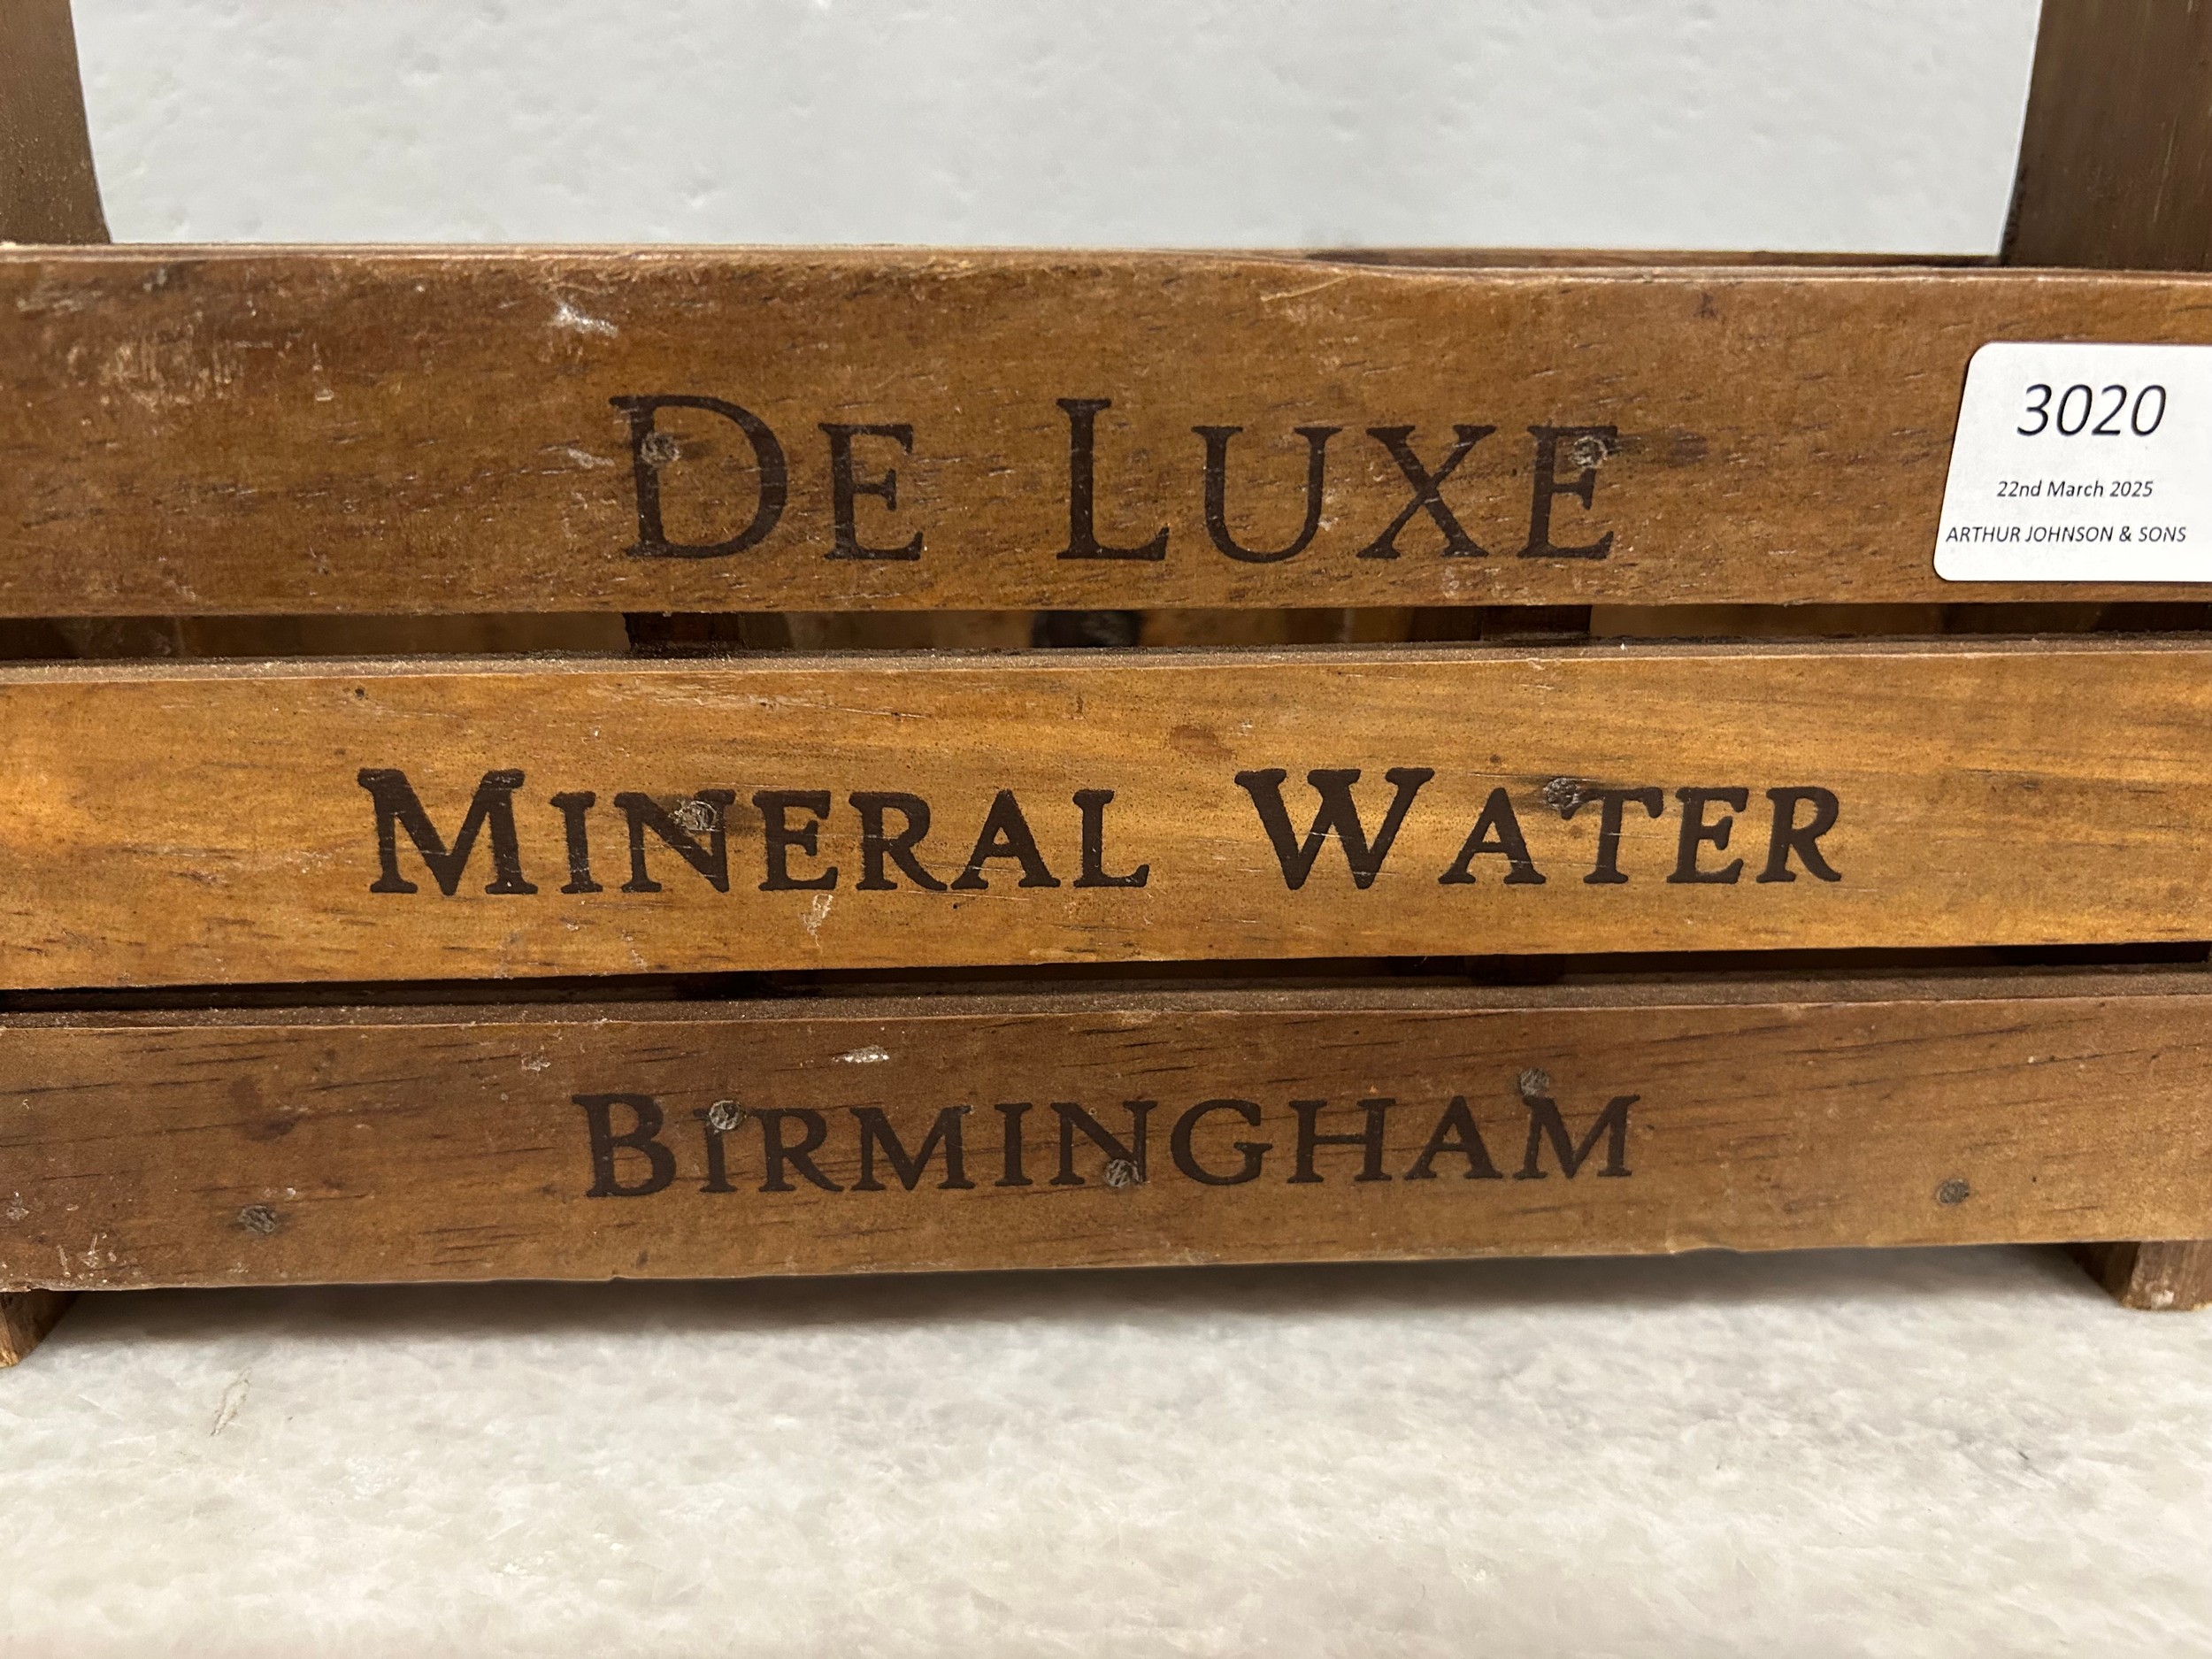 DE LUXE
3020
22nd March 2025
ARTHUR JOHNSON & SONS
MINERAL WATER
BIRMINGHAM